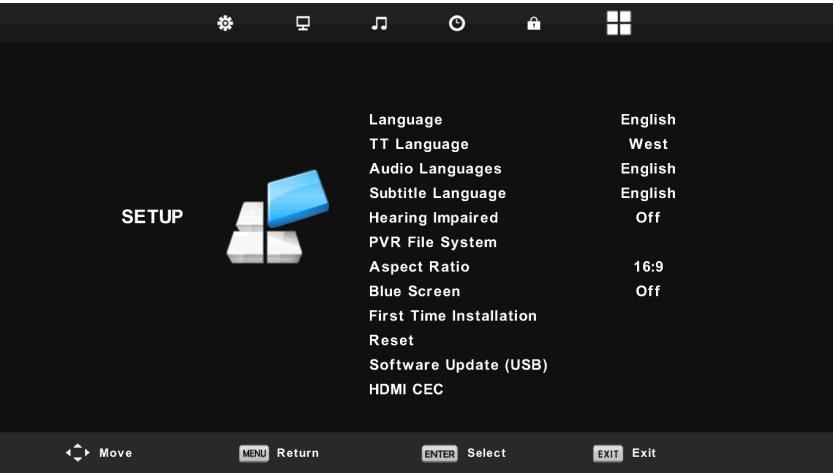 SETUP
Language English
TT Language West
Audio Languages English
Subtitle Language English
Hearing Impaired Off
PVR File System
Aspect Ratio 16:9
Blue Screen Off
First Time Installation
Reset
Software Update (USB)
HDMI CEC
Move MENU Return ENTER Select EXIT Exit